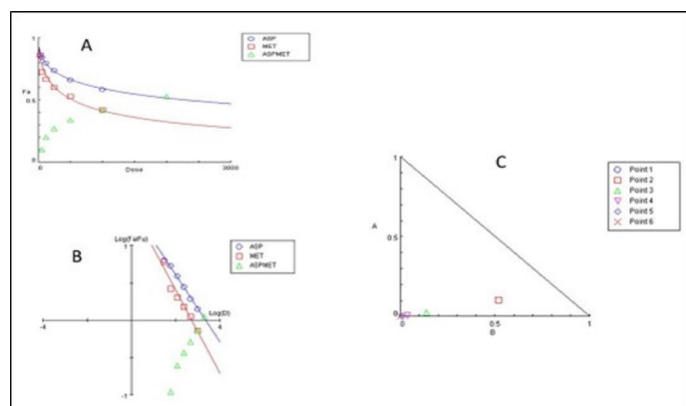 A
ASP
MET
ASPMET
1
Fa
0.5
0
0
Dose
3000
B
Log(Fa/Fu)
1
ASP
MET
ASPMET
Log(D)
-4
4
-1
C
1
A
0.5
0
0
0.5
1
B
Point 1
Point 2
Point 3
Point 4
Point 5
Point 6